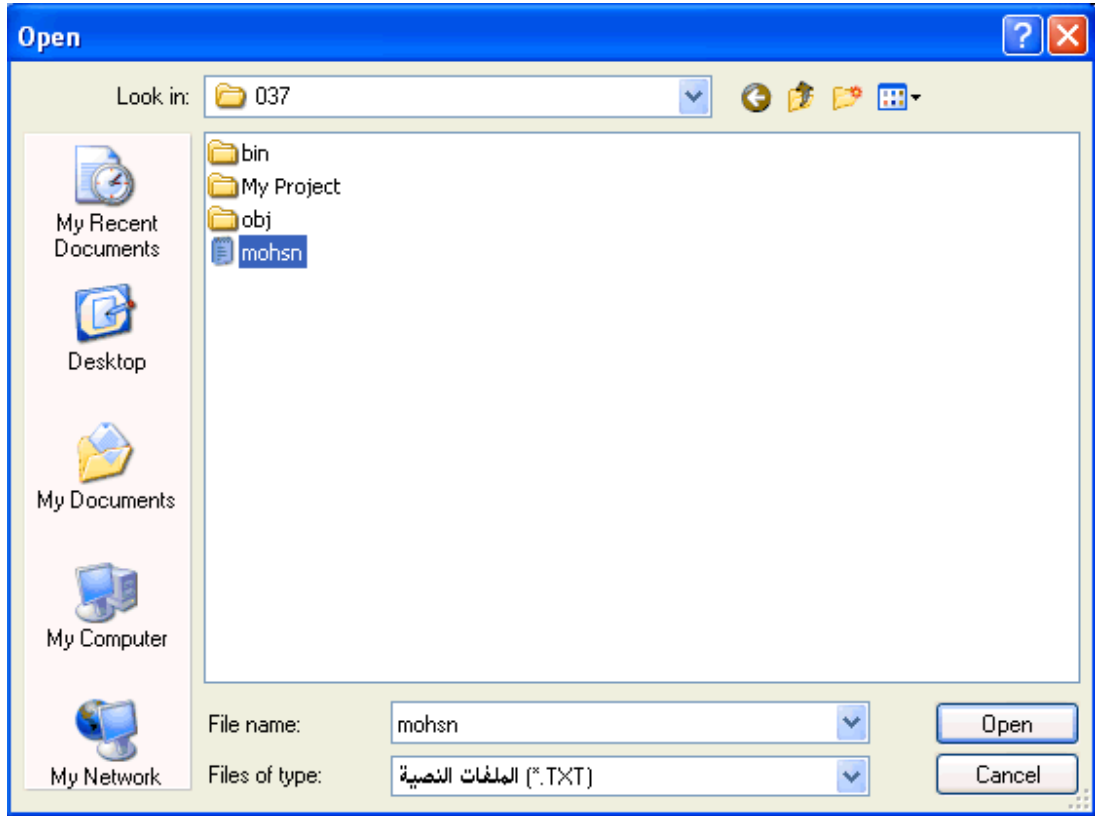 Open
Look in: 037
bin
My Project
obj
mohsn
My Recent
Documents
Desktop
My Documents
My Computer
My Network
File name: mohsn Open
Files of type: الملفات النصية (*.TXT) Cancel